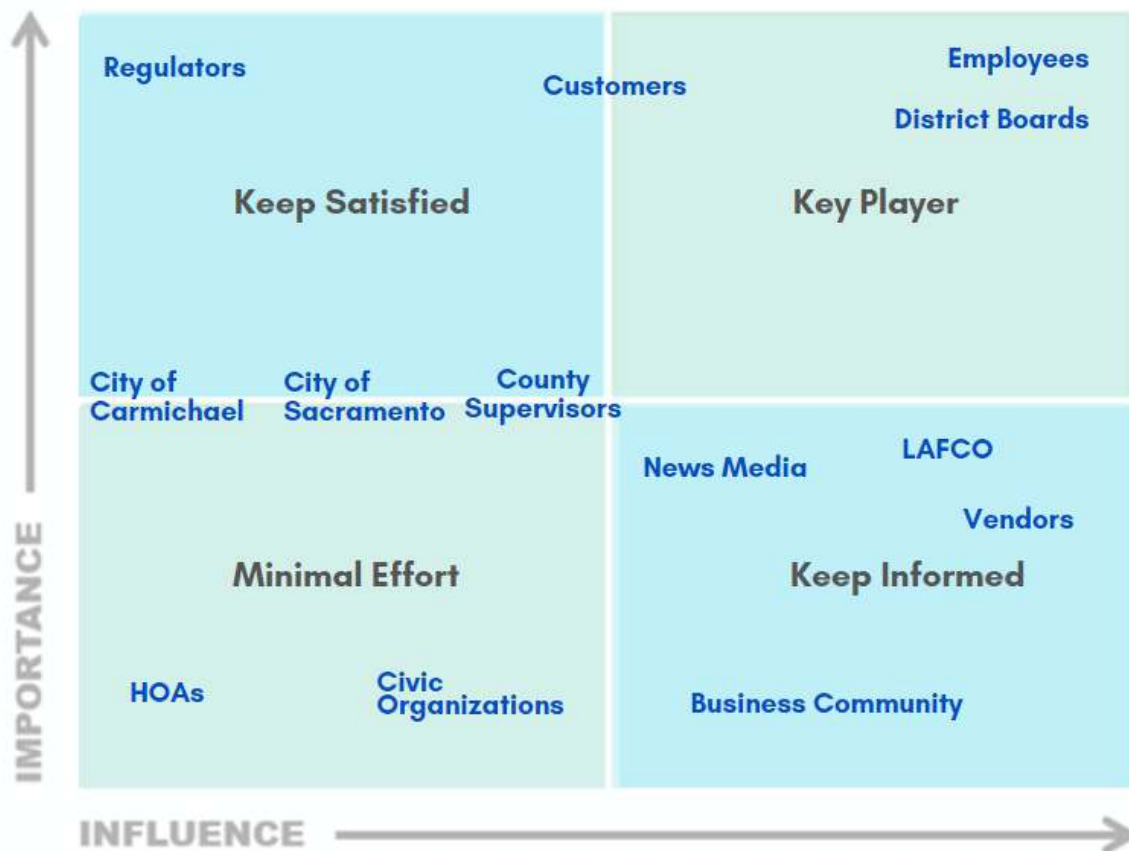 Regulators
Customers
Employees
District Boards
Keep Satisfied
Key Player
City of
Carmichael
City of
Sacramento
County
Supervisors
News Media
LAFCO
Vendors
Minimal Effort
Keep Informed
HOAs
Civic
Organizations
Business Community
IMPORTANCE
INFLUENCE